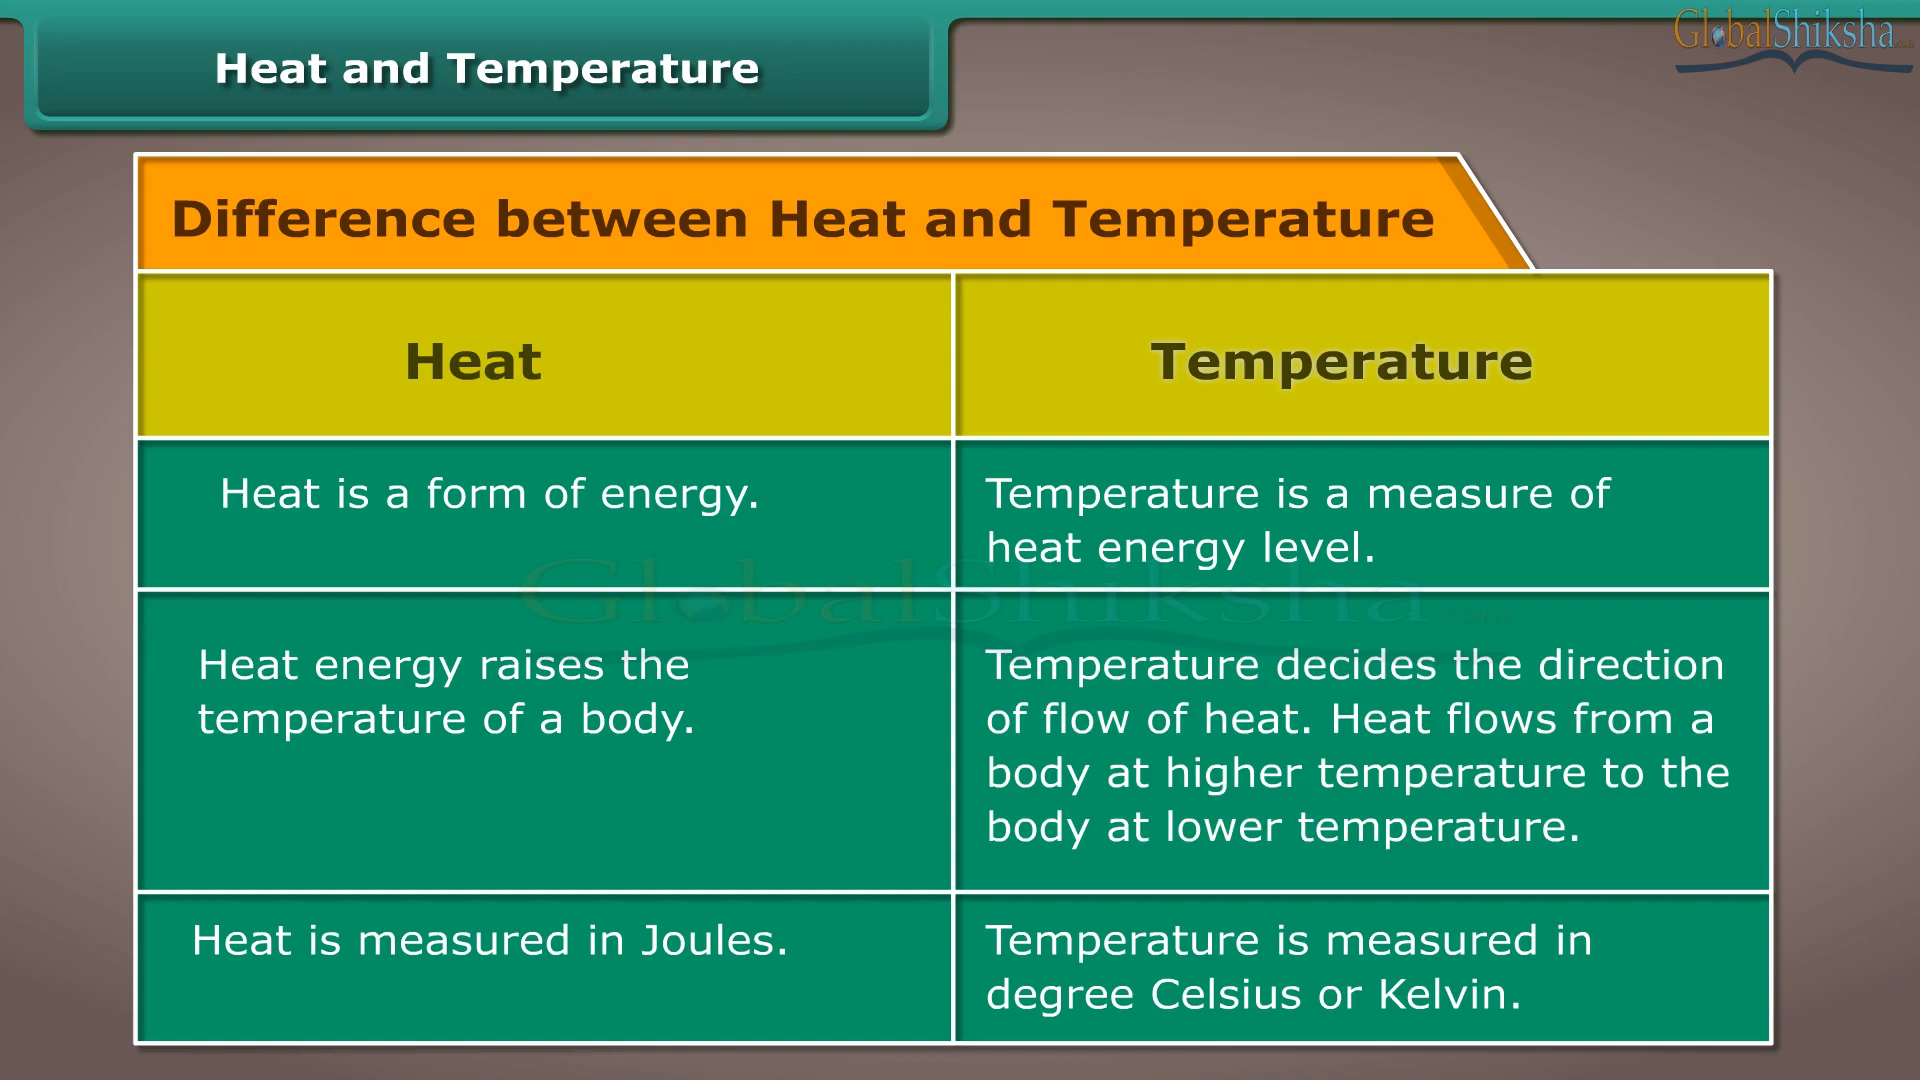 Heat and Temperature
GlobalShiksha
Difference between Heat and Temperature
Heat
Temperature
Heat is a form of energy.
Temperature is a measure of
heat energy level.
GlobalShiksha
Heat energy raises the
temperature of a body.
Temperature decides the direction
of flow of heat. Heat flows from a
body at higher temperature to the
body at lower temperature.
Heat is measured in Joules.
Temperature is measured in
degree Celsius or Kelvin.